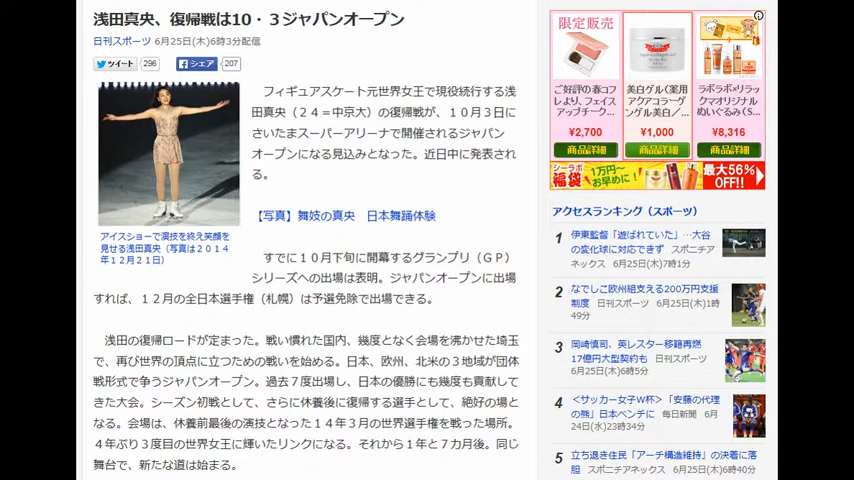 浅田真央、復帰戦は10・3ジャパンオープン
日刊スポーツ 6月25日(木)6時3分配信
ツイート 296 シェア 207
フィギュアスケート元世界女王で現役続行する浅
田真央(24=中京大)の復帰戦が、10月3日に
さいたまスーパーアリーナで開催されるジャパン
オープンになる見込みとなった。近日中に発表され
る。
【写真】舞妓の真央 日本舞踊体験
アイスショーで演技を終え笑顔を
見せる浅田真央(写真は2014
年12月21日)
すでに10月下旬に開幕するグランプリ(GP)
シリーズへの出場は表明。ジャパンオープンに出場
すれば、12月の全日本選手権(札幌)は予選免除で出場できる。
浅田の復帰ロードが定まった。戦い慣れた国内、幾度となく会場を沸かせた埼玉
で、再び世界の頂点に立つための戦いを始める。日本、欧州、北米の3地域が団体
戦形式で争うジャパンオープン。過去7度出場し、日本の優勝にも幾度も貢献して
きた大会。シーズン初戦として、さらに休養後に復帰する選手として、絶好の場と
なる。会場は、休養前最後の演技となった14年3月の世界選手権を戦った場所。
4年ぶり3度目の世界女王に輝いたリンクになる。それから1年と7カ月後。同じ
舞台で、新たな道は始まる。
限定販売
ご好評の春コフ
レより、フェイス
アップチーク...
¥2,700
商品詳細
美白ゲル(薬用
アクアコラーゲ
ンゲル美白/...
¥1,000
商品詳細
ラボラボ×リラッ
クマオリジナル
ぬいぐるみ(S...
¥8,316
商品詳細
シーラボ
福袋 1万円~
お早めに! 最大56%
OFF!!
アクセスランキング(スポーツ)
1 伊東監督「遊ばれていた」…大谷
の変化球に対応できず スポニチア
ネックス 6月25日(木)7時1分
2 なでしこ欧州組支える200万円支援
制度 日刊スポーツ 6月25日(木)1時
49分
3 岡崎慎司、英レスター移籍再燃
17億円大型契約も 日刊スポーツ
6月25日(木)6時5分
4 <サッカー女子W杯>「安藤の代理
の熊」日本ベンチに 毎日新聞 6月
24日(水)23時34分
5 立ち退き住民「アーチ構造維持」の決着に落
胆 スポニチアネックス 6月25日(木)6時40分